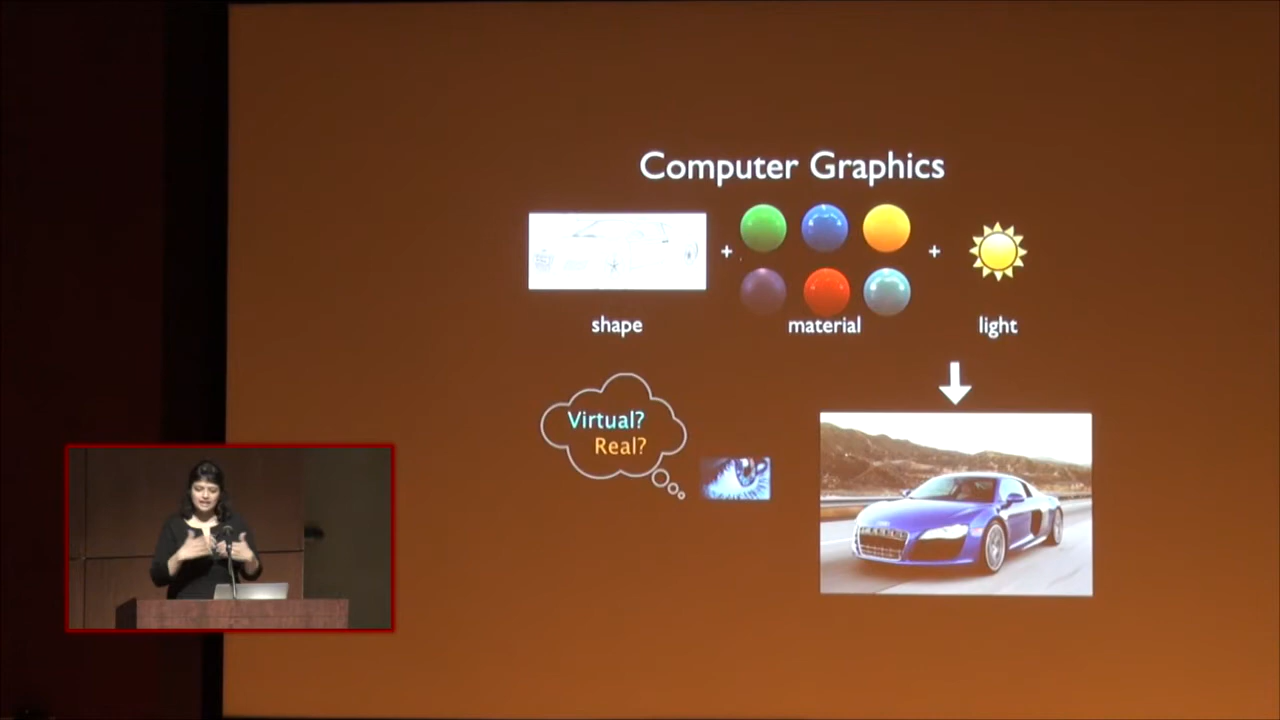 Computer Graphics
+
+
shape
material
light
Virtual?
Real?